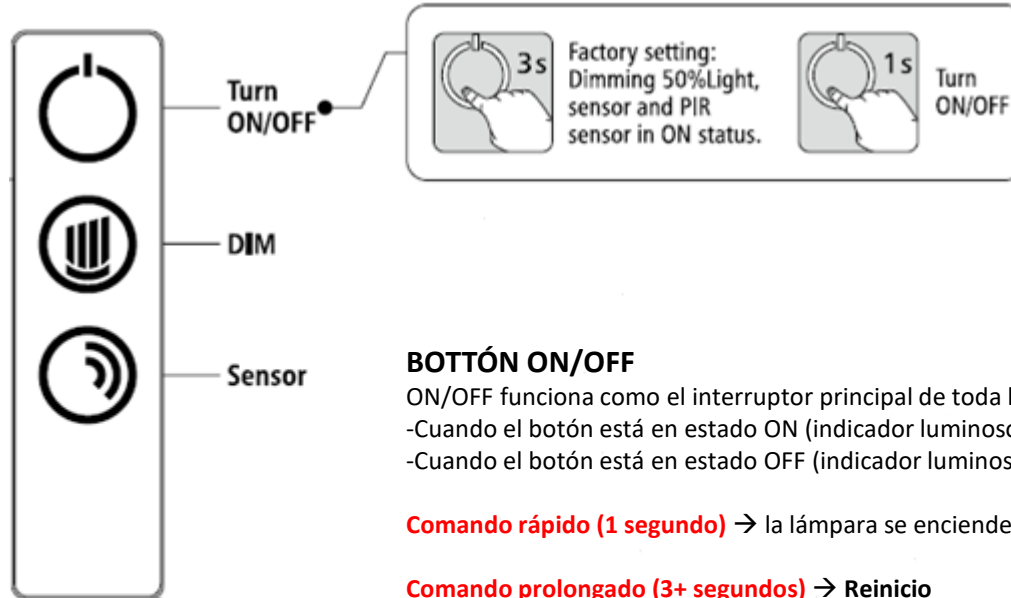 Turn
ON/OFF
DIM
Sensor
3s
Factory setting:
Dimming 50%Light,
sensor and PIR
sensor in ON status.
1s
Turn
ON/OFF
BOTTÓN ON/OFF
ON/OFF funciona como el interruptor principal de toda
-Cuando el botón está en estado ON (indicador luminoso
-Cuando el botón está en estado OFF (indicador
Comando rápido (1 segundo) → la lámpara se enciende
Comando prolongado (3+ segundos) → Reinicio